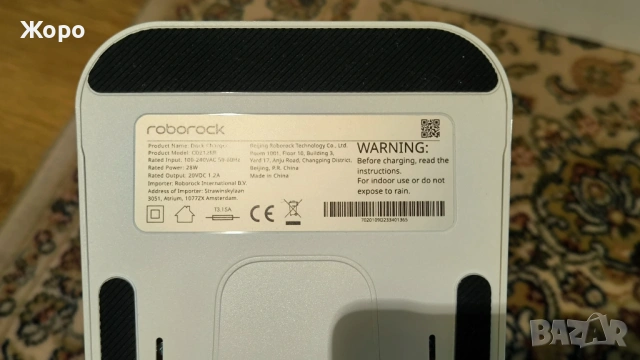 Жоро
roborock
Product Name: Dock Charger
Rated Input: 100-240VAC 50-60Hz
Rated Power: 28W
Rated Output: 20VDC 1.2A
Importer: Roborock International B.V.
Address of Importer: Strawinskylaan
3051, Atrium, 1077ZX Amsterdam.
Beijing Roborock Technology Co., Ltd.
Room 1001, Floor 10, Building 3,
Yard 17, Anju Road, Changping District,
Beijing, P.R. China
Made in China
WARNING:
Before charging, read the
instructions.
For indoor use or do not
expose to rain.
T3.15A
CE
BAZAR
.bg